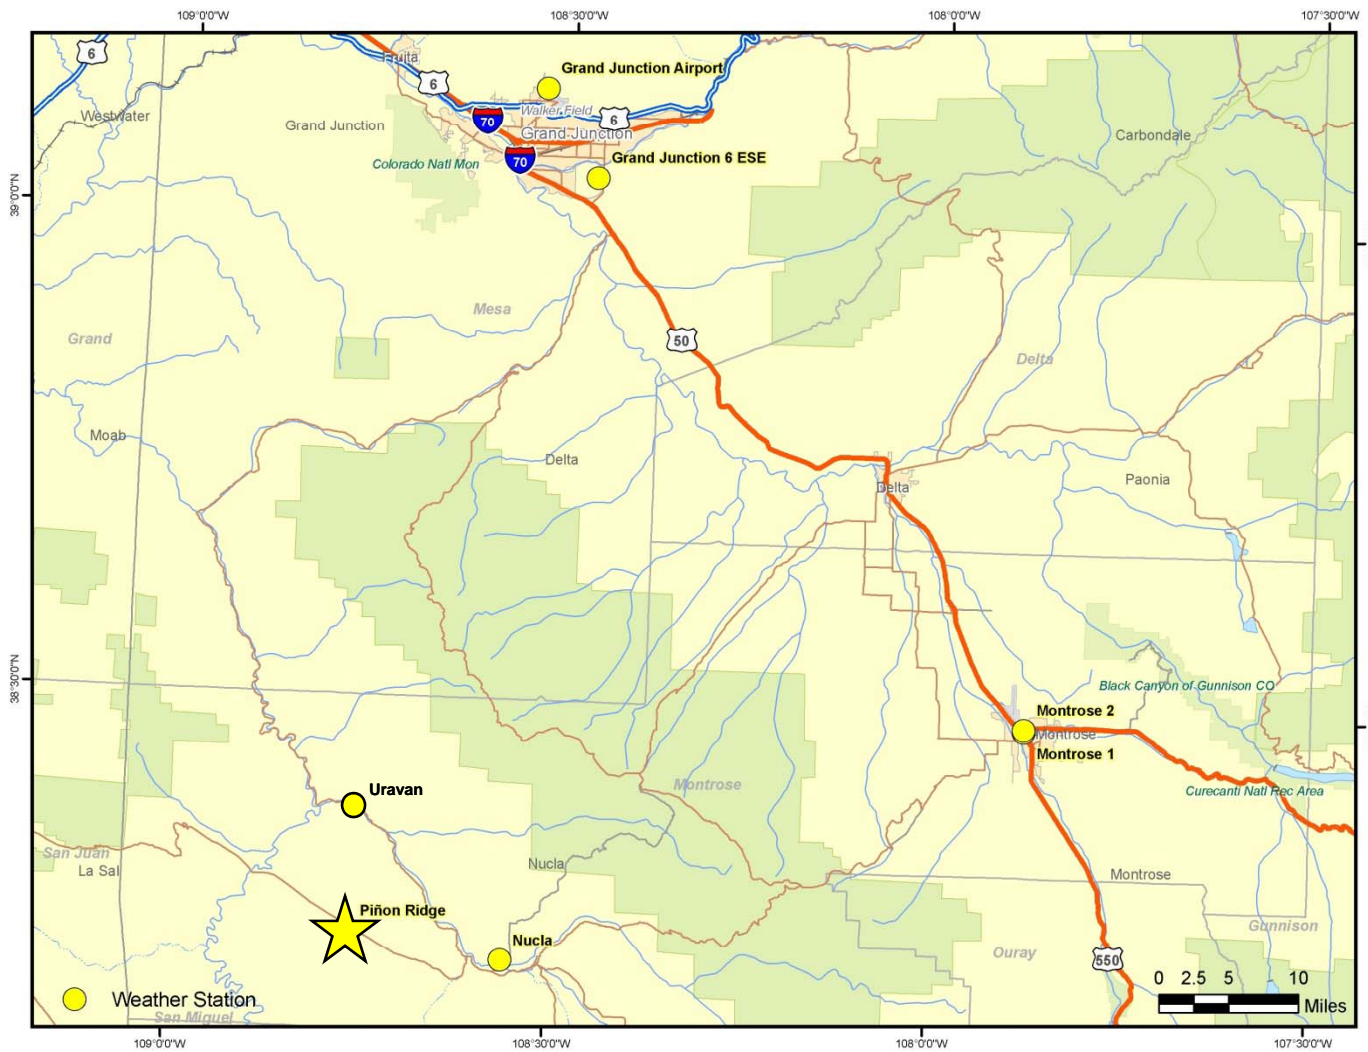 109°0'0"W
108°30'0"W
108°0'0"W
107°30'0"W
6
Fruita
6
Grand Junction Airport
Westwater
Grand Junction
70
Walker Field
6
Grand Junction
Carbondale
Colorado Natl Mon
70
Grand Junction 6 ESE
39°0'0"N
Mesa
Grand
50
Delta
Moab
Delta
Paonia
Delta
38°30'0"N
Black Canyon of Gunnison CO
Montrose 2
Montrose
Montrose 1
Uravan
Montrose
Curecanti Natl Rec Area
San Juan
La Sal
Nucla
Montrose
Piñon Ridge
Nucla
Ouray
Gunnison
550
0 2.5 5 10
Miles
Weather Station
San Miguel
109°0'0"W
108°30'0"W
108°0'0"W
107°30'0"W